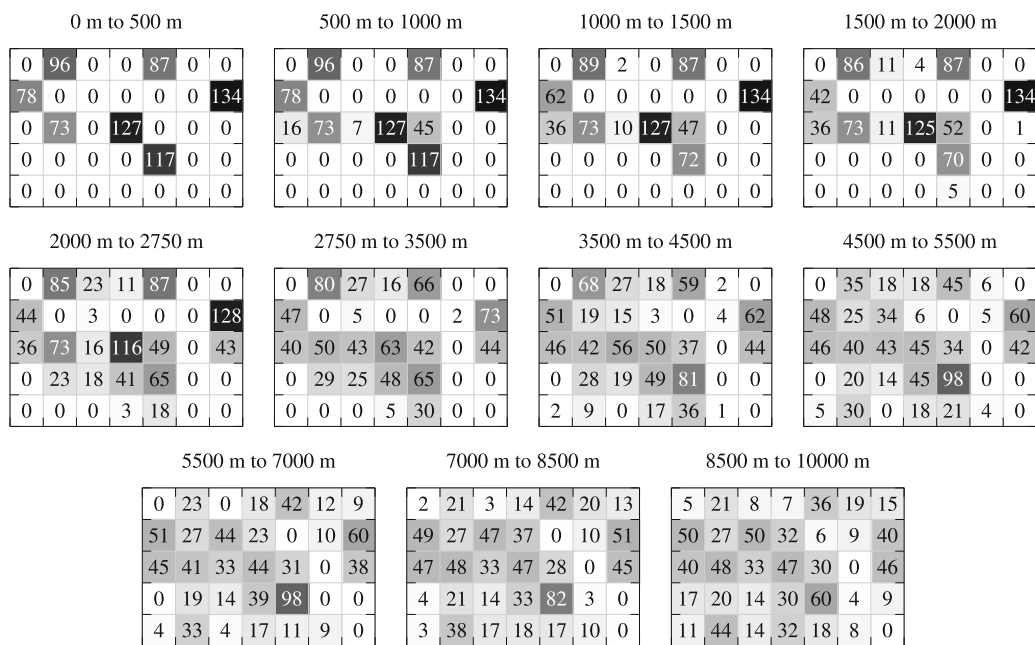 0 m to 500 m 500 m to 1000 m 1000 m to 1500 m 1500 m to 2000 m
0 96 0 0 87 0 0 0 96 0 0 87 0 0 0 89 2 0 87 0 0 0 86 11 4 87 0 0
78 0 0 0 0 0 134 78 0 0 0 0 0 134 62 0 0 0 0 0 134 42 0 0 0 0 0 134
0 73 0 127 0 0 0 16 73 7 127 45 0 0 36 73 10 127 47 0 0 36 73 11 125 52 0 1
0 0 0 0 117 0 0 0 0 0 0 117 0 0 0 0 0 0 72 0 0 0 0 0 0 70 0 0
0 0 0 0 0 0 0 0 0 0 0 0 0 0 0 0 0 0 0 0 0 0 0 0 0 5 0 0
2000 m to 2750 m 2750 m to 3500 m 3500 m to 4500 m 4500 m to 5500 m
0 85 23 11 87 0 0 0 80 27 16 66 0 0 0 68 27 18 59 2 0 0 35 18 18 45 6 0
44 0 3 0 0 0 128 47 0 5 0 0 2 73 51 19 15 3 0 4 62 48 25 34 6 0 5 60
36 73 16 116 49 0 43 40 50 43 63 42 0 44 46 42 56 50 37 0 44 46 40 43 45 34 0 42
0 23 18 41 65 0 0 0 29 25 48 65 0 0 0 28 19 49 81 0 0 0 20 14 45 98 0 0
0 0 0 3 18 0 0 0 0 0 5 30 0 0 2 9 0 17 36 1 0 5 30 0 18 21 4 0
5500 m to 7000 m 7000 m to 8500 m 8500 m to 10000 m
0 23 0 18 42 12 9 2 21 3 14 42 20 13 5 21 8 7 36 19 15
51 27 44 23 0 10 60 49 27 47 37 0 10 51 50 27 50 32 6 9 40
45 41 33 44 31 0 38 47 48 33 47 28 0 45 40 48 33 47 30 0 46
0 19 14 39 98 0 0 4 21 14 33 82 3 0 17 20 14 30 60 4 9
4 33 4 17 11 9 0 3 38 17 18 17 10 0 11 44 14 32 18 8 0